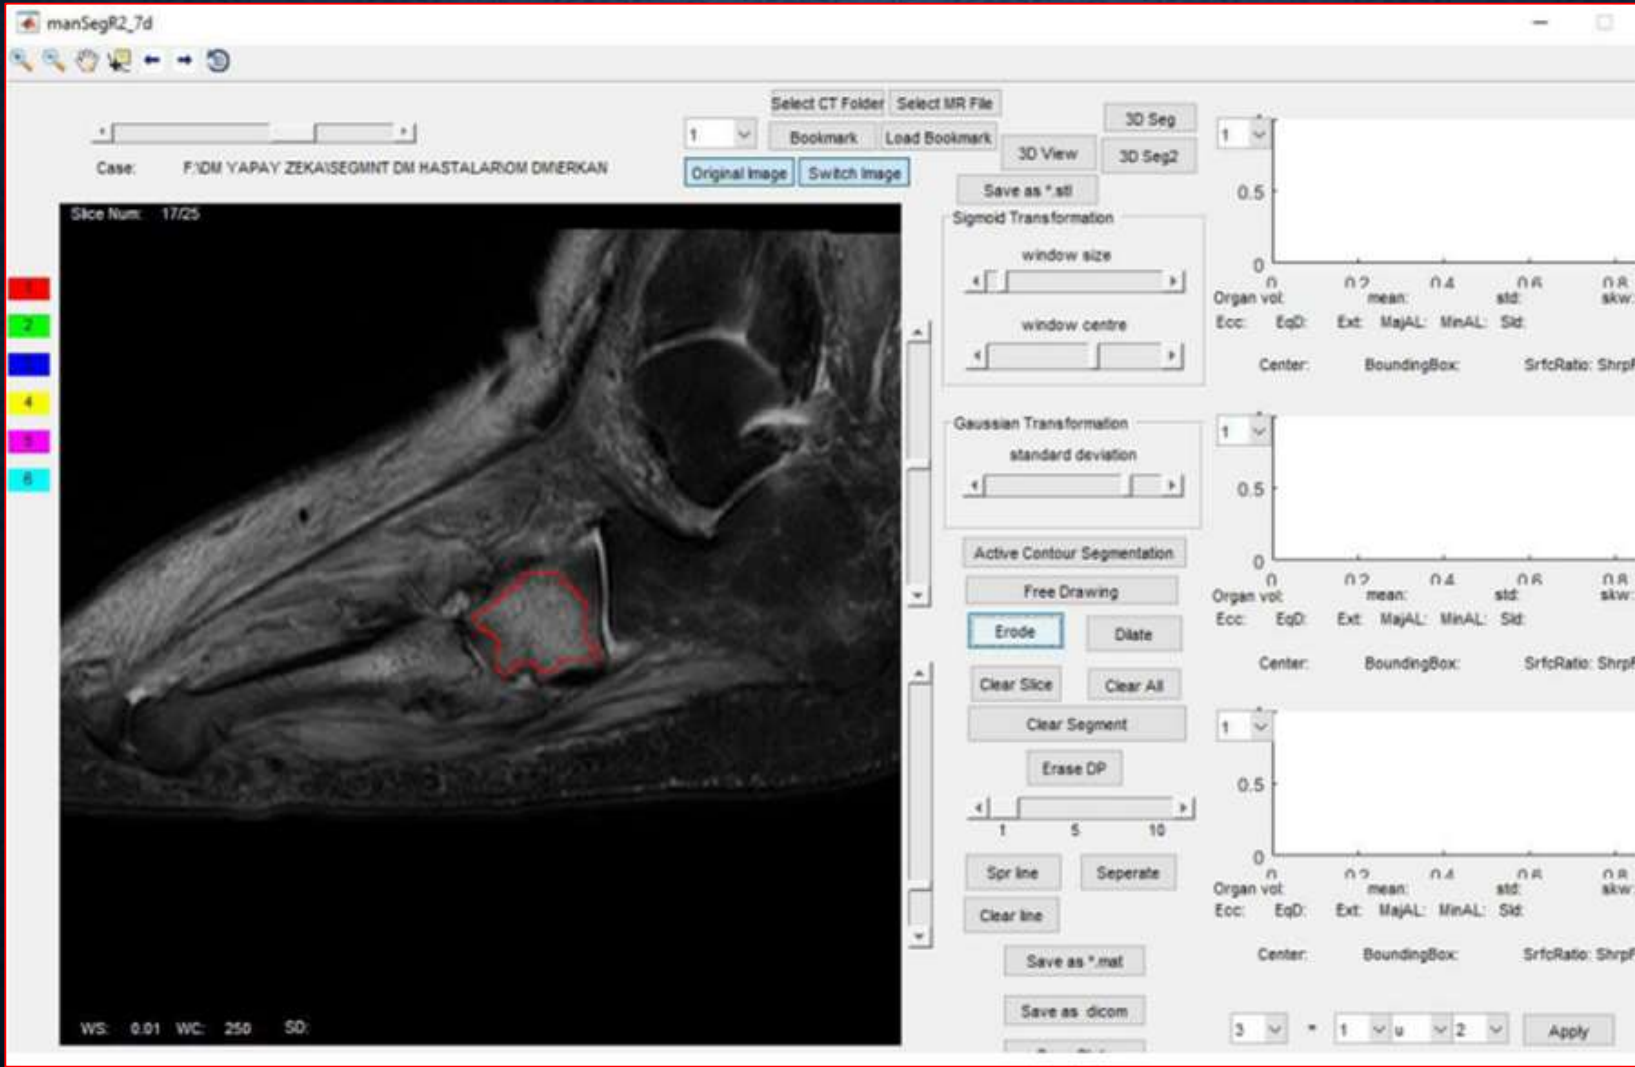 manSegR2_7d
Select CT Folder Select MR File
1 Bookmark Load Bookmark
Case: F:\DM YAPAY ZEKA\SEGMNT DM HASTALAR\OM DM\ERKAN
Original Image Switch Image
3D View
3D Seg
3D Seg2
Save as *.stl
Slice Num: 17/25
1
2
3
4
5
6
Sigmoid Transformation
window size
window centre
Gaussian Transformation
standard deviation
Active Contour Segmentation
Free Drawing
Erode Dilate
Clear Slice Clear All
Clear Segment
Erase DP
1 5 10
Spr line Seperate
Clear line
Save as *.mat
Save as dicom
WS: 0.01 WC: 250 SD:
1
0.5
0
0 0.2 0.4 0.6 0.8
Organ vol: mean: std: skw:
Ecc: EqD: Ext: MajAL: MinAL: Sld:
Center: BoundingBox: SrfcRatio:
1
0.5
0
0 0.2 0.4 0.6 0.8
Organ vol: mean: std: skw:
Ecc: EqD: Ext: MajAL: MinAL: Sld:
Center: BoundingBox: SrfcRatio:
1
0.5
0
0 0.2 0.4 0.6 0.8
Organ vol: mean: std: skw:
Ecc: EqD: Ext: MajAL: MinAL: Sld:
Center: BoundingBox: SrfcRatio:
3 = 1 u 2 Apply